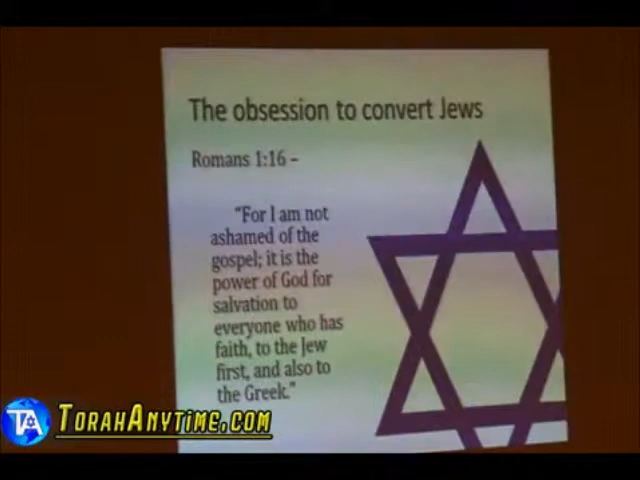 The obsession to convert Jews
Romans 1:16 –
“For I am not
ashamed of the
gospel; it is the
power of God for
salvation to
everyone who has
faith, to the Jew
first, and also to
the Greek.”
TA
TORAHANYTIME.COM